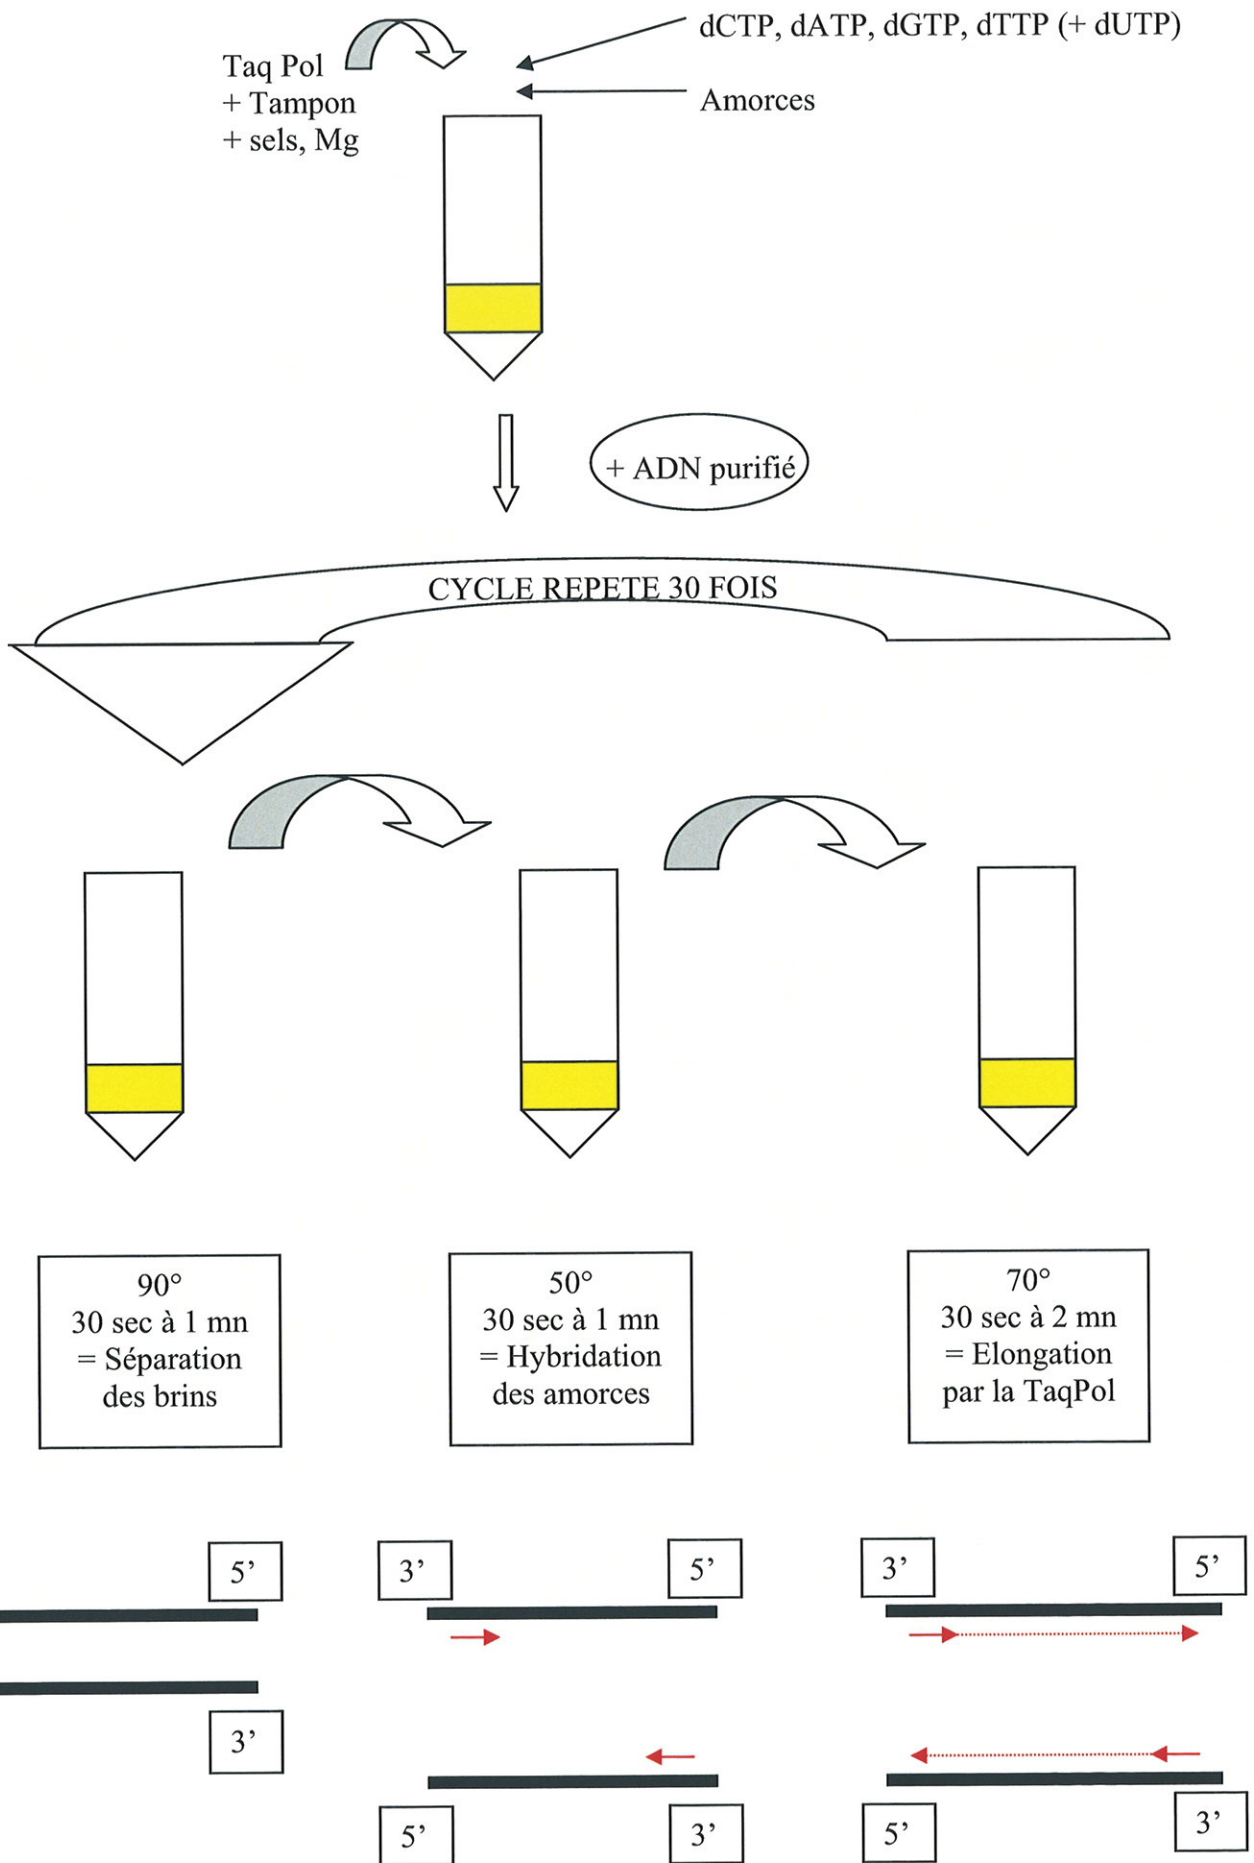 dCTP, dATP, dGTP, dTTP (+ dUTP)
Taq Pol
+ Tampon
+ sels, Mg
Amorces
+ ADN purifié
CYCLE REPETE 30 FOIS
90°
30 sec à 1 mn
= Séparation
des brins
50°
30 sec à 1 mn
= Hybridation
des amorces
70°
30 sec à 2 mn
= Elongation
par la TaqPol
5’
3’
5’
3’
5’
3’
5’
3’
5’
3’